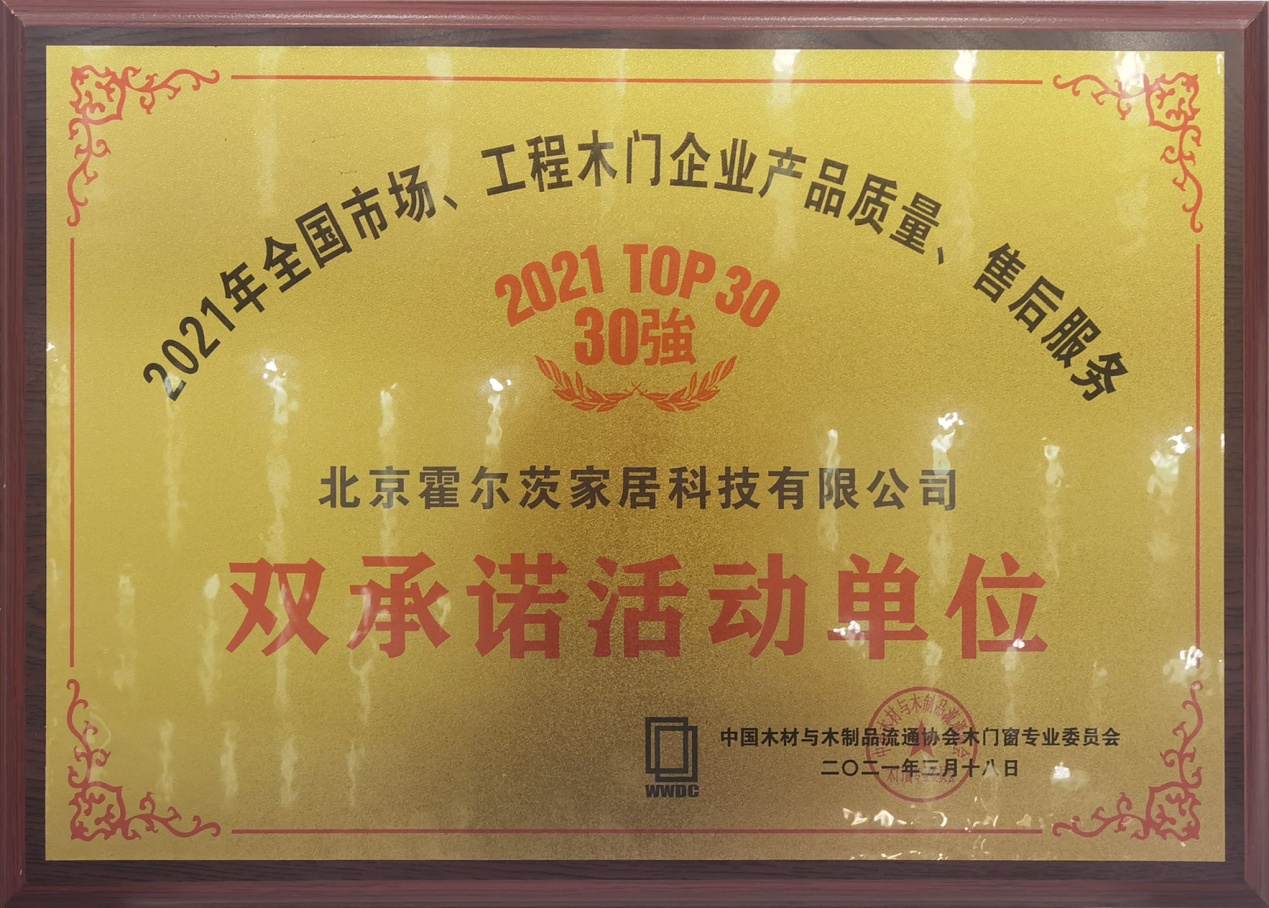 2021年全国市场、工程木门企业产品质量、售后服务
2021 TOP 30
30強
北京霍尔茨家居科技有限公司
双承诺活动单位
WWDC
中国木材与木制品流通协会木门窗专业委员会
二〇二一年三月十八日